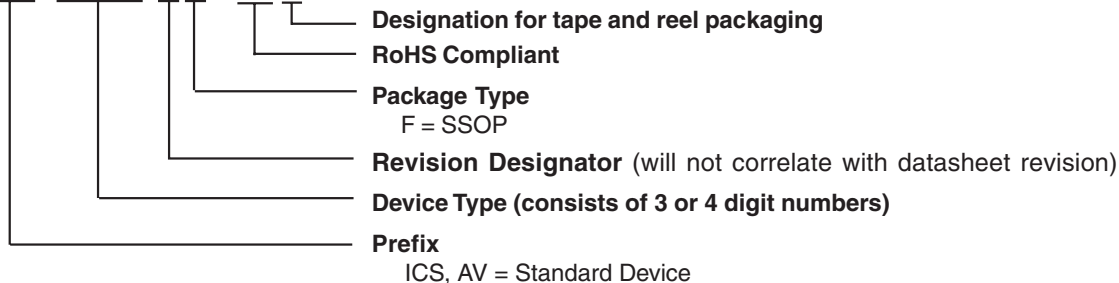 Designation for tape and reel packaging
RoHS Compliant
Package Type
F = SSOP
Revision Designator (will not correlate with datasheet revision)
Device Type (consists of 3 or 4 digit numbers)
Prefix
ICS, AV = Standard Device